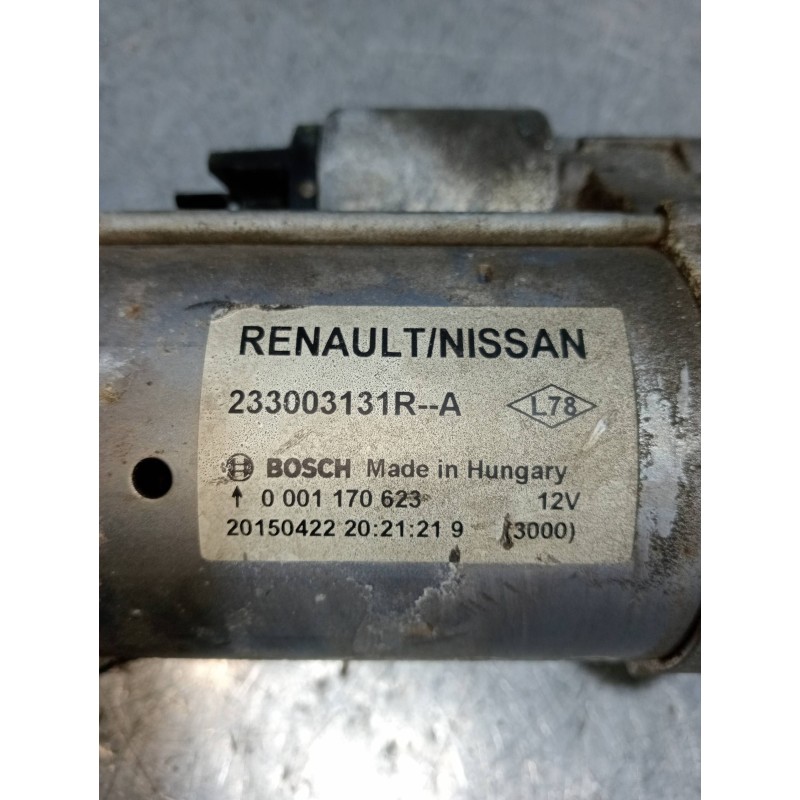 RENAULT/NISSAN
233003131R--A L78
BOSCH Made in Hungary
↑ 0 001 170 623 12V
20150422 20:21:21 9 (3000)